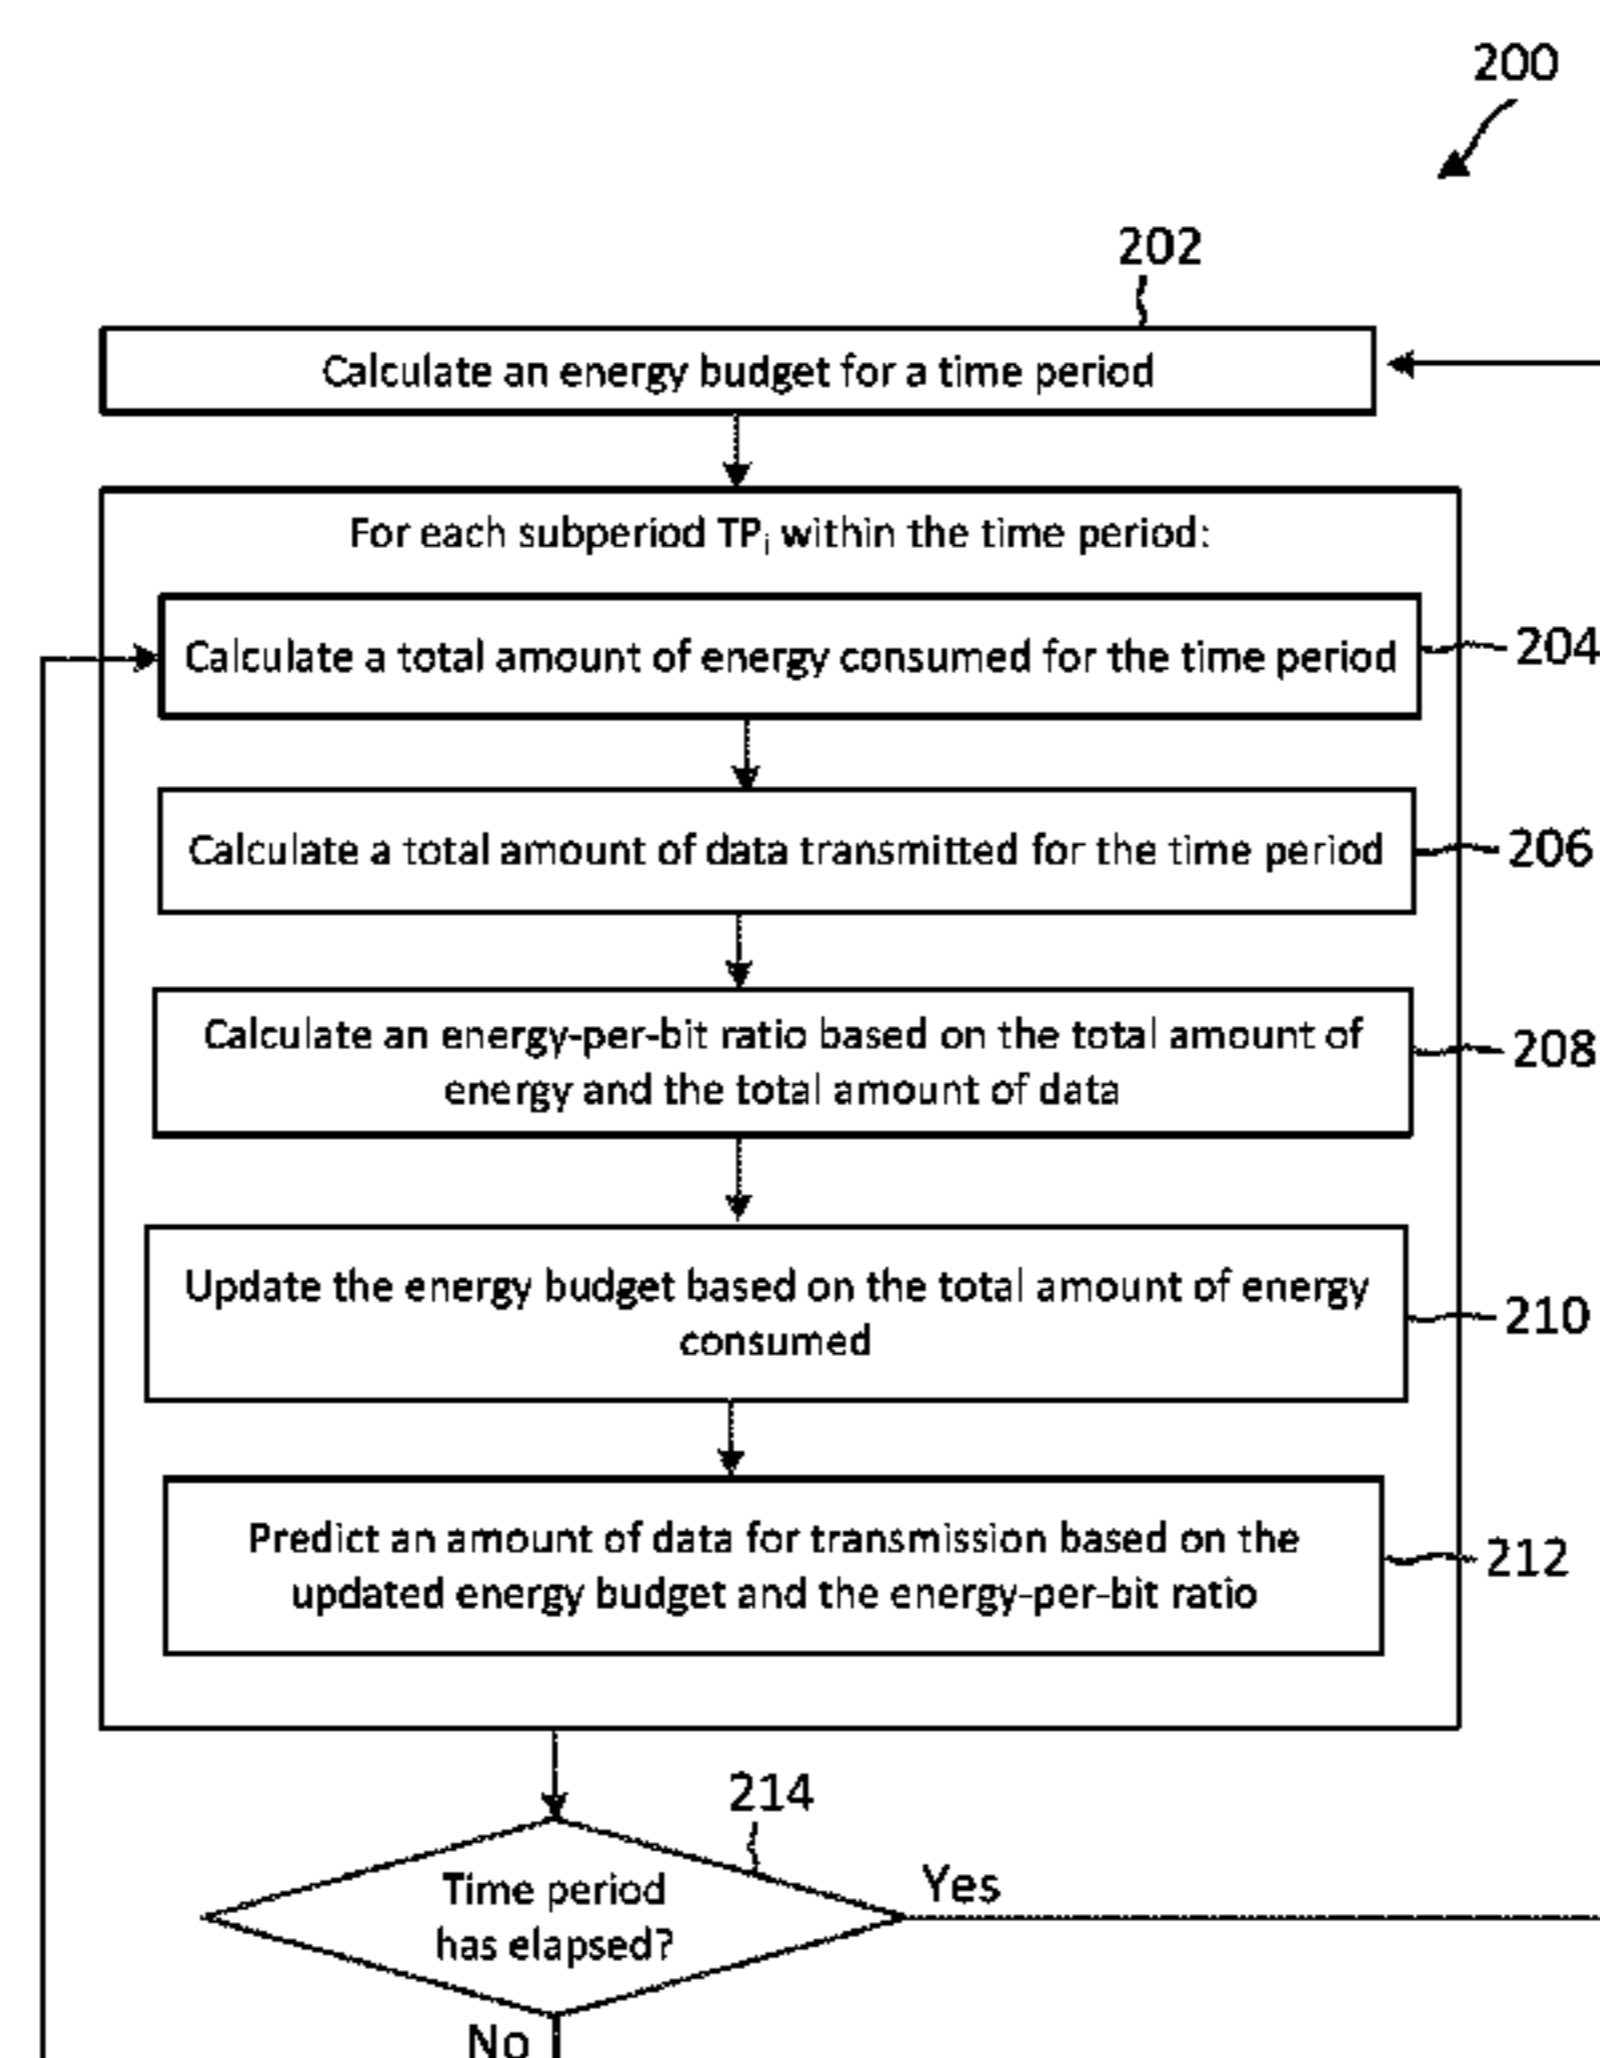 200
202
Calculate an energy budget for a time period
For each subperiod TPi within the time period:
Calculate a total amount of energy consumed for the time period
204
Calculate a total amount of data transmitted for the time period
206
Calculate an energy-per-bit ratio based on the total amount of
energy and the total amount of data
208
Update the energy budget based on the total amount of energy
consumed
210
Predict an amount of data for transmission based on the
updated energy budget and the energy-per-bit ratio
212
214
Time period
has elapsed?
Yes
No